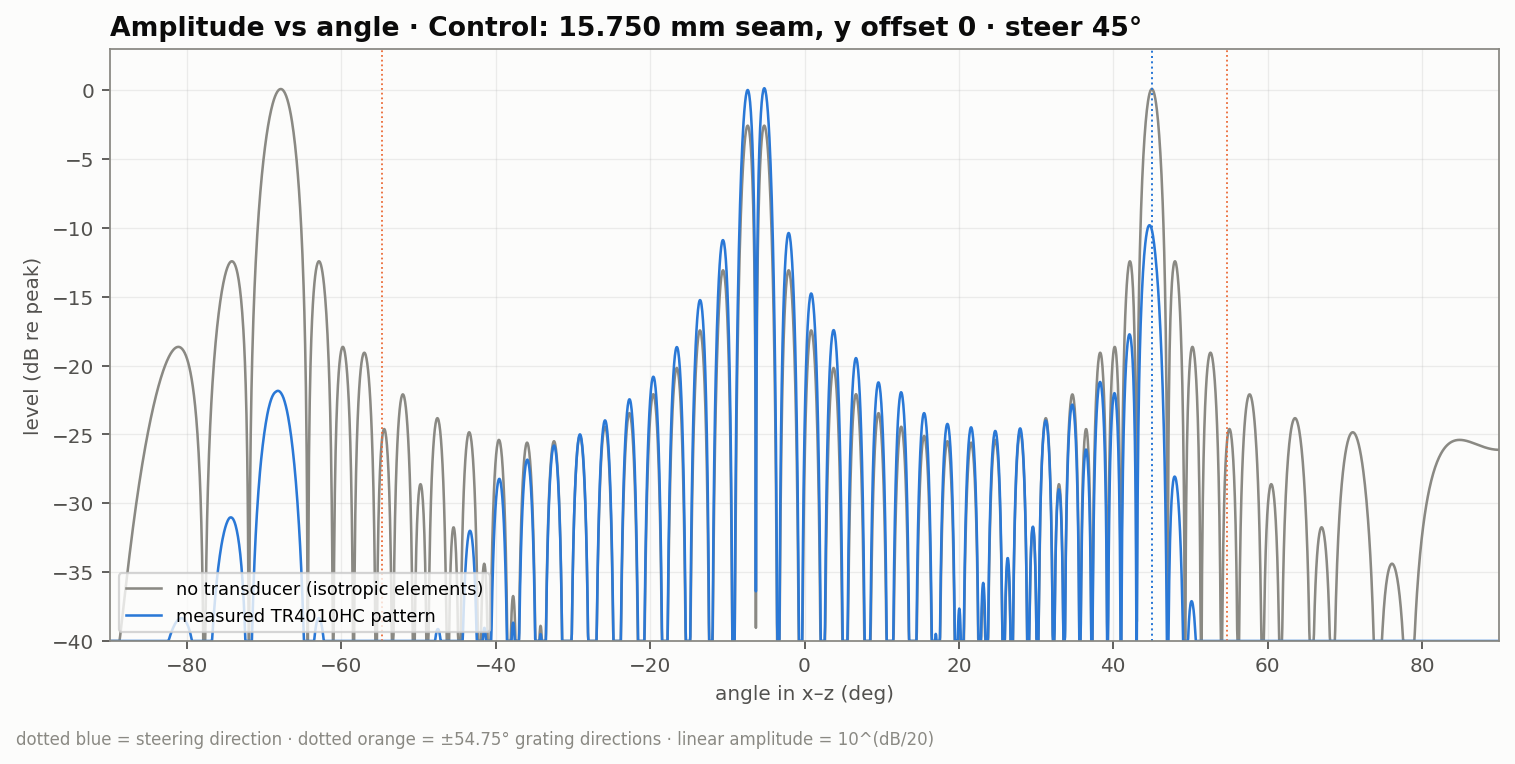 Amplitude vs angle · Control: 15.750 mm seam, y offset 0 · steer 45°
level (dB re peak)
0
−5
−10
−15
−20
−25
−30
−35
−40
no transducer (isotropic elements)
measured TR4010HC pattern
−80 −60 −40 −20 0 20 40 60 80
angle in x–z (deg)
dotted blue = steering direction · dotted orange = ±54.75° grating directions · linear amplitude = 10^(dB/20)